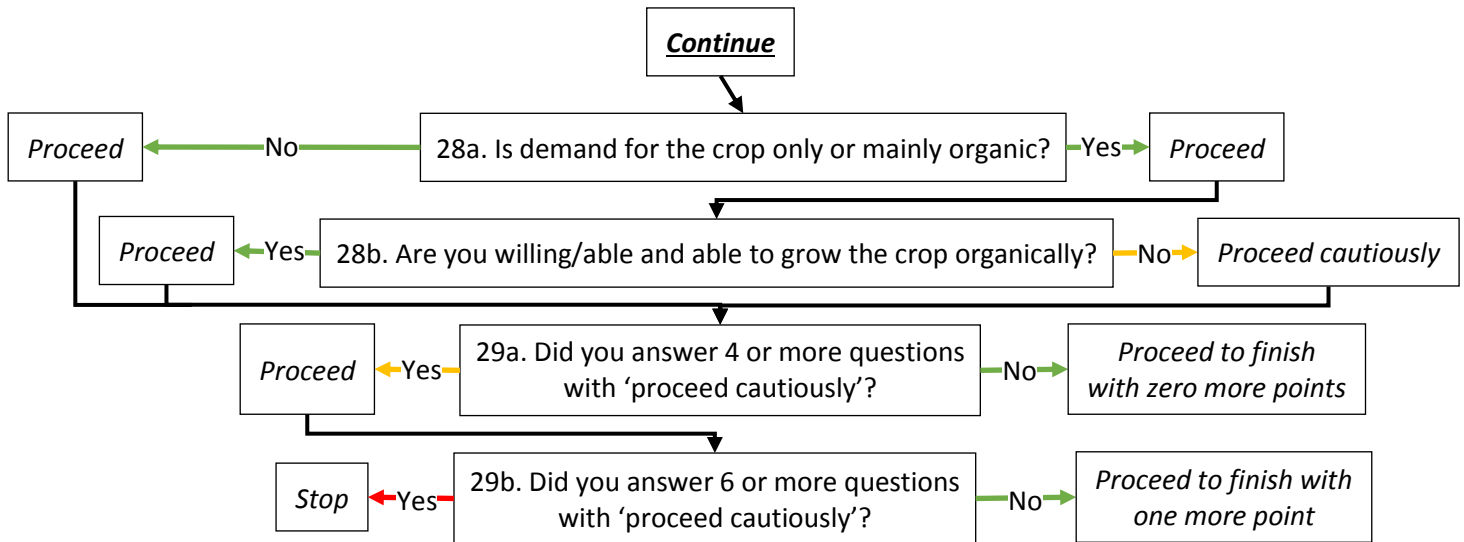 Continue
Proceed
No
28a. Is demand for the crop only or mainly organic?
Yes
Proceed
Proceed
Yes
28b. Are you willing/able and able to grow the crop organically?
No
Proceed cautiously
Proceed
Yes
29a. Did you answer 4 or more questions
with ‘proceed cautiously’?
No
Proceed to finish
with zero more points
Stop
Yes
29b. Did you answer 6 or more questions
with ‘proceed cautiously’?
No
Proceed to finish with
one more point